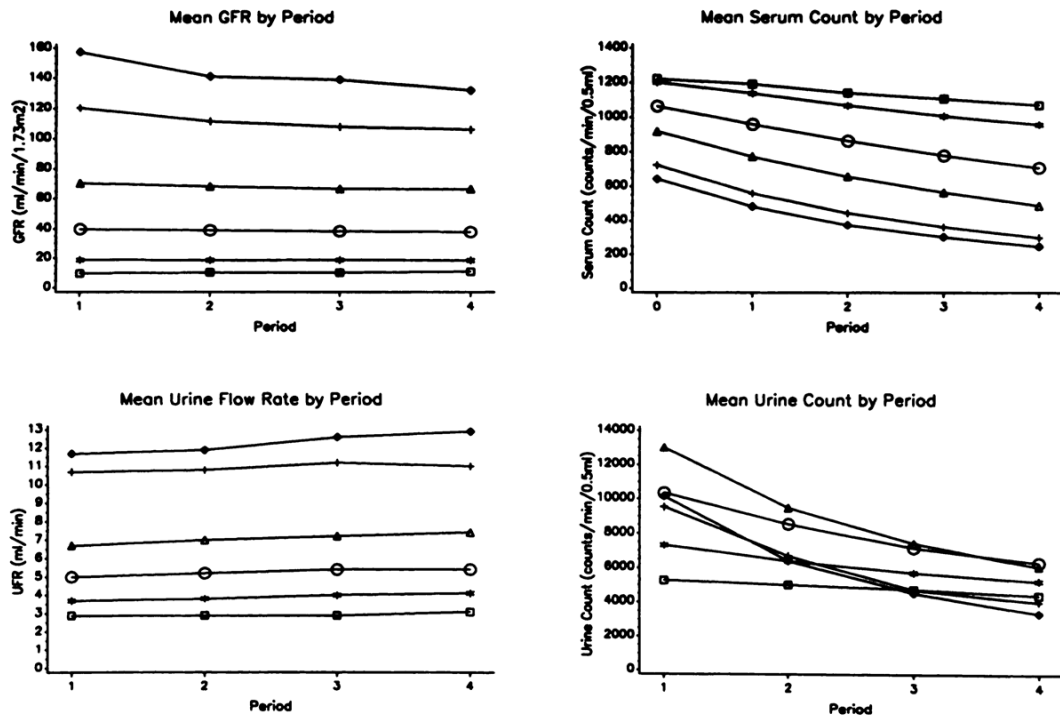 Mean GFR by Period
GFR (ml/min/1.73m2)
160
140
120
100
80
60
40
20
0
1 2 3 4
Period
Mean Serum Count by Period
Serum Count (counts/min/0.5ml)
1400
1200
1000
800
600
400
200
0
0 1 2 3 4
Period
Mean Urine Flow Rate by Period
UFR (ml/min)
13
12
11
10
9
8
7
6
5
4
3
2
1
0
1 2 3 4
Period
Mean Urine Count by Period
Urine Count (counts/min/0.5ml)
14000
12000
10000
8000
6000
4000
2000
0
1 2 3 4
Period